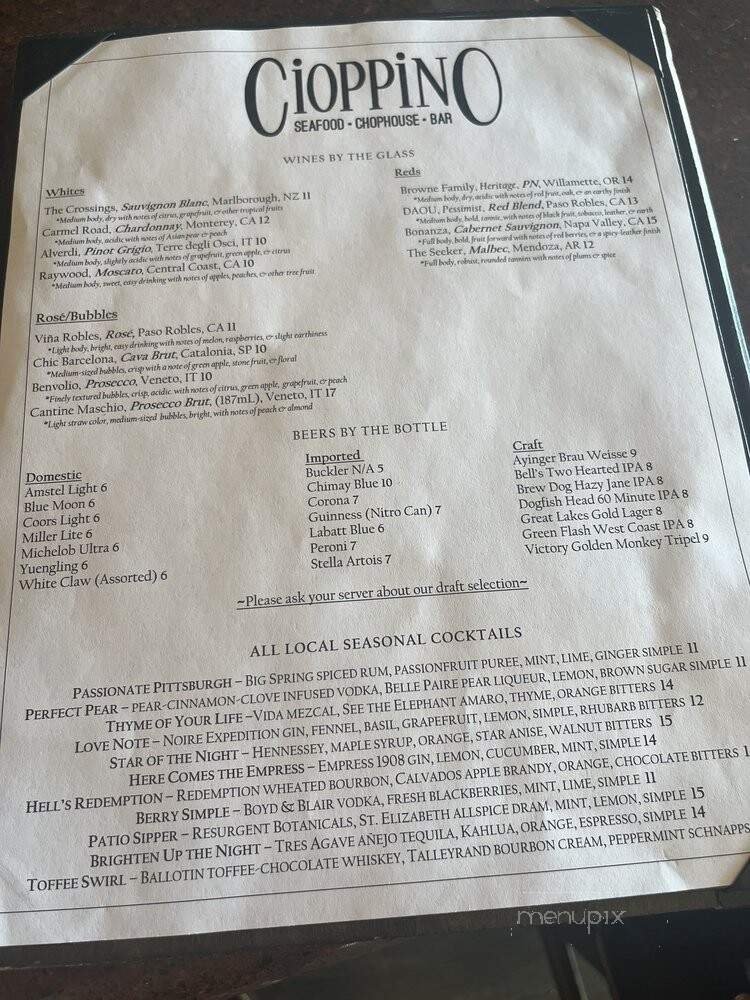 CiOPPiNO
SEAFOOD - CHOPHOUSE - BAR
WINES BY THE GLASS
Whites
The Crossings, Sauvignon Blanc, Marlborough, NZ 11
*Medium body, dry with notes of citrus, grapefruit, & other tropical fruits
Carmel Road, Chardonnay, Monterey, CA 12
*Medium body, acidic with notes of Asian pear & peach
Alverdi, Pinot Grigio, Terre degli Osci, IT 10
*Medium body, slightly acidic with notes of grapefruit, green apple, & citrus
Raywood, Moscato, Central Coast, CA 10
*Medium body, sweet, easy drinking with notes of apples, peaches, & other tree fruit
Reds
Browne Family, Heritage, PN, Willamette, OR 14
*Medium body, dry, acidic with notes of red fruit, oak, & an earthy finish
DAOU, Pessimist, Red Blend, Paso Robles, CA 13
*Medium body, bold, tannic, with notes of black fruit, tobacco, leather, & earth
Bonanza, Cabernet Sauvignon, Napa Valley, CA 15
*Full body, bold, fruit forward with notes of red berries, & a spicy-leather finish
The Seeker, Malbec, Mendoza, AR 12
*Full body, robust, rounded tannins with notes of plums & spice
Rosé/Bubbles
Viña Robles, Rosé, Paso Robles, CA 11
*Light body, bright, easy drinking with notes of melon, raspberries, & slight earthiness
Chic Barcelona, Cava Brut, Catalonia, SP 10
*Medium-sized bubbles, crisp with a note of green apple, stone fruit, & floral
Benvolio, Prosecco, Veneto, IT 10
*Finely textured bubbles, crisp, acidic with notes of citrus, green apple, grapefruit, & peach
Cantine Maschio, Prosecco Brut, (187mL), Veneto, IT 17
*Light straw color, medium-sized bubbles, bright, with notes of peach & almond
BEERS BY THE BOTTLE
Domestic
Amstel Light 6
Blue Moon 6
Coors Light 6
Miller Lite 6
Michelob Ultra 6
Yuengling 6
White Claw (Assorted) 6
Imported
Buckler N/A 5
Chimay Blue 10
Corona 7
Guinness (Nitro Can) 7
Labatt Blue 6
Peroni 7
Stella Artois 7
Craft
Ayinger Brau Weisse 9
Bell's Two Hearted IPA 8
Brew Dog Hazy Jane IPA 8
Dogfish Head 60 Minute IPA 8
Great Lakes Gold Lager 8
Green Flash West Coast IPA 8
Victory Golden Monkey Tripel 9
~Please ask your server about our draft selection~
ALL LOCAL SEASONAL COCKTAILS
PASSIONATE PITTSBURGH – BIG SPRING SPICED RUM, PASSIONFRUIT PUREE, MINT, LIME, GINGER SIMPLE 11
PERFECT PEAR – PEAR-CINNAMON-CLOVE INFUSED VODKA, BELLE PAIRE PEAR LIQUEUR, LEMON, BROWN SUGAR SIMPLE 11
THYME OF YOUR LIFE –VIDA MEZCAL, SEE THE ELEPHANT AMARO, THYME, ORANGE BITTERS 14
LOVE NOTE – NOIRE EXPEDITION GIN, FENNEL, BASIL, GRAPEFRUIT, LEMON, SIMPLE, RHUBARB BITTERS 12
STAR OF THE NIGHT – HENNESSEY, MAPLE SYRUP, ORANGE, STAR ANISE, WALNUT BITTERS 15
HERE COMES THE EMPRESS – EMPRESS 1908 GIN, LEMON, CUCUMBER, MINT, SIMPLE 14
HELL'S REDEMPTION – REDEMPTION WHEATED BOURBON, CALVADOS APPLE BRANDY, ORANGE, CHOCOLATE BITTERS
BERRY SIMPLE – BOYD & BLAIR VODKA, FRESH BLACKBERRIES, MINT, LIME, SIMPLE 11
PATIO SIPPER – RESURGENT BOTANICALS, ST. ELIZABETH ALLSPICE DRAM, MINT, LEMON, SIMPLE 15
BRIGHTEN UP THE NIGHT – TRES AGAVE AÑEJO TEQUILA, KAHLUA, ORANGE, ESPRESSO, SIMPLE 14
TOFFEE SWIRL – BALLOTIN TOFFEE-CHOCOLATE WHISKEY, TALLEYRAND BOURBON CREAM, PEPPERMINT SCHNAPPS
menupix